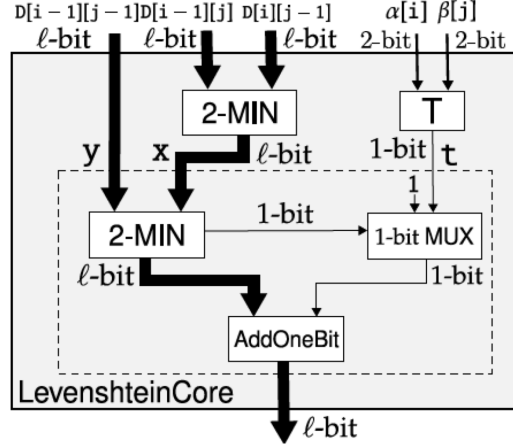 D[i − 1][j − 1] D[i − 1][j] D[i][j − 1] α[i] β[j]
ℓ-bit ℓ-bit ℓ-bit 2-bit 2-bit
2-MIN T
y x ℓ-bit 1-bit t
1
2-MIN 1-bit 1-bit MUX
ℓ-bit 1-bit
AddOneBit
LevenshteinCore
ℓ-bit